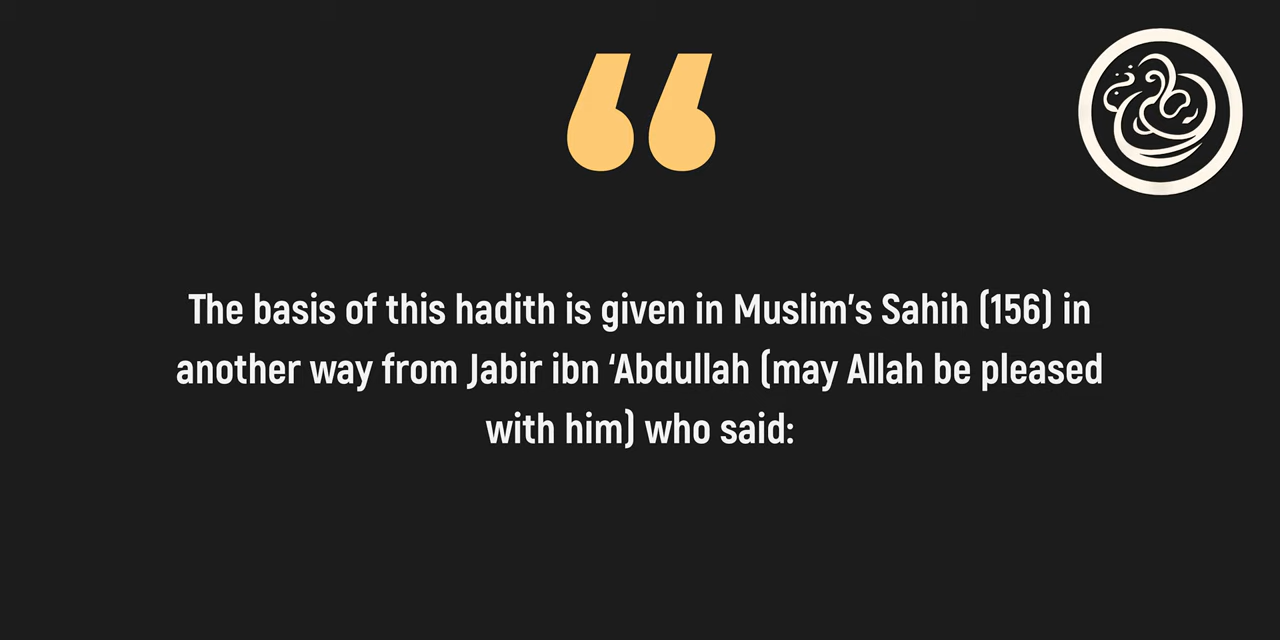 “
The basis of this hadith is given in Muslim’s Sahih (156) in
another way from Jabir ibn ‘Abdullah (may Allah be pleased
with him) who said: